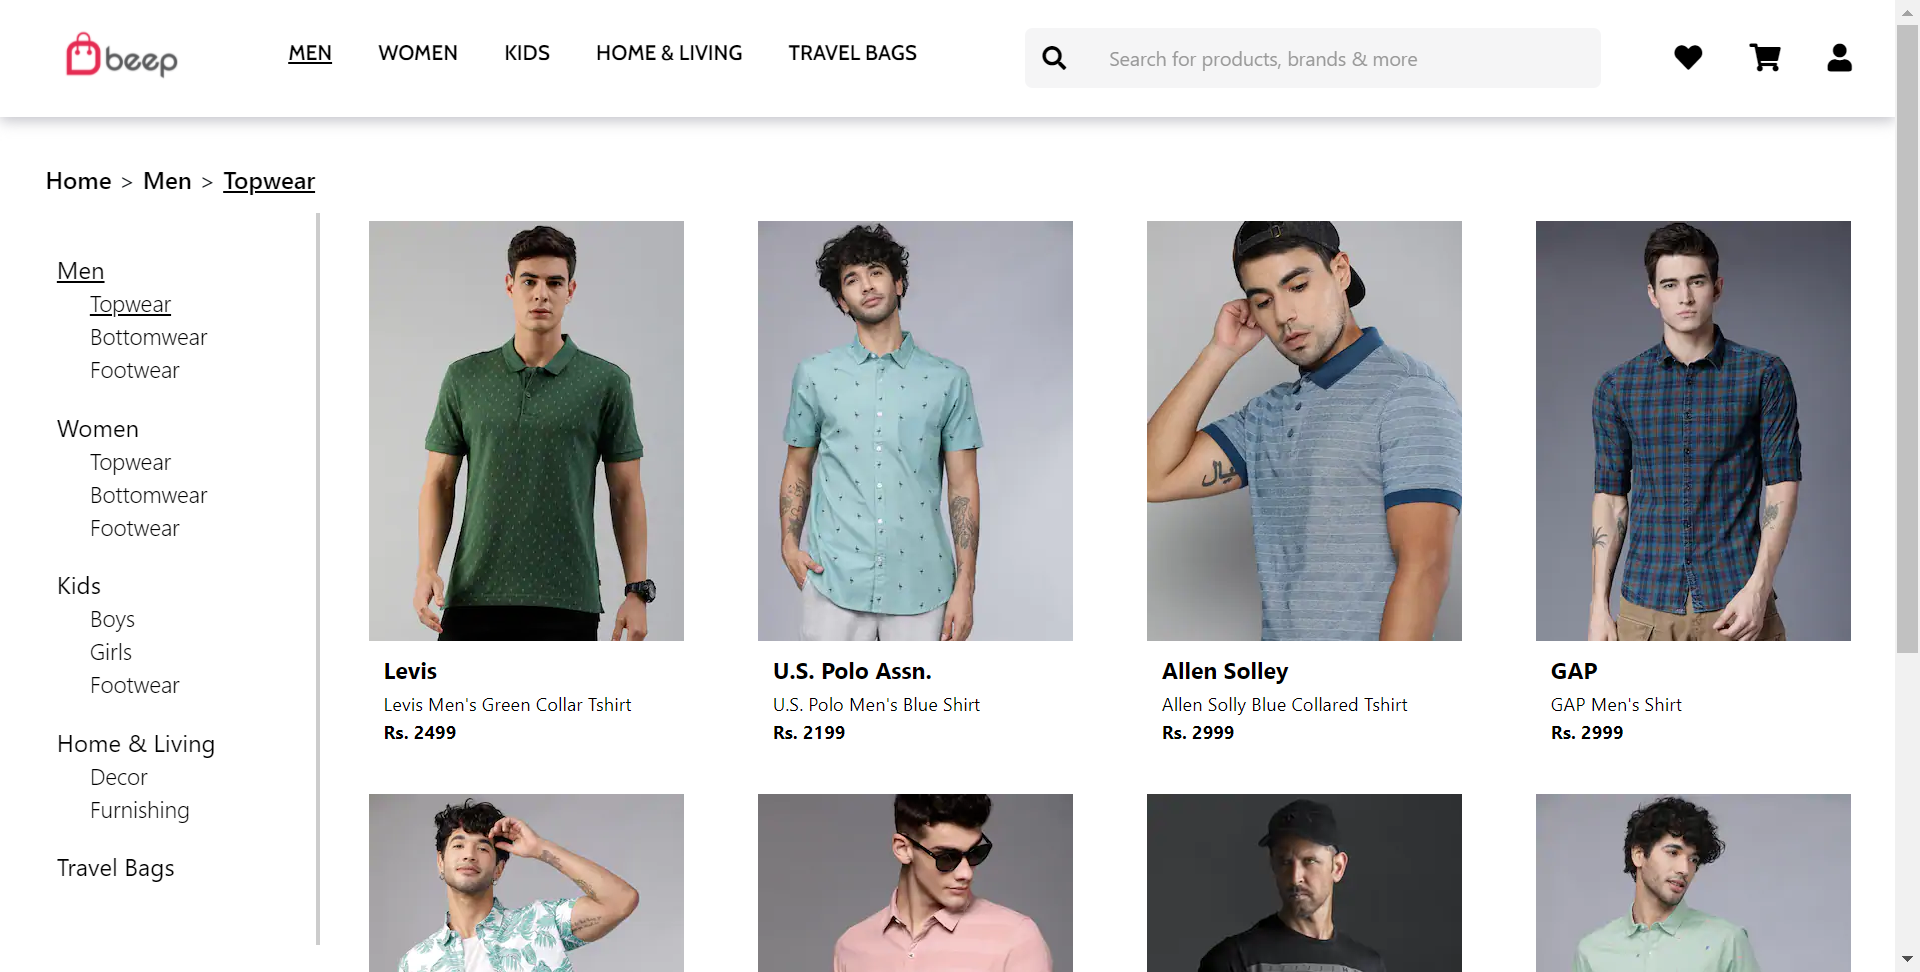 beep
MEN WOMEN KIDS HOME & LIVING TRAVEL BAGS
Search for products, brands & more
Home > Men > Topwear
Men
Topwear
Bottomwear
Footwear
Women
Topwear
Bottomwear
Footwear
Kids
Boys
Girls
Footwear
Home & Living
Decor
Furnishing
Travel Bags
Levis
Levis Men's Green Collar Tshirt
Rs. 2499
U.S. Polo Assn.
U.S. Polo Men's Blue Shirt
Rs. 2199
Allen Solley
Allen Solly Blue Collared Tshirt
Rs. 2999
GAP
GAP Men's Shirt
Rs. 2999